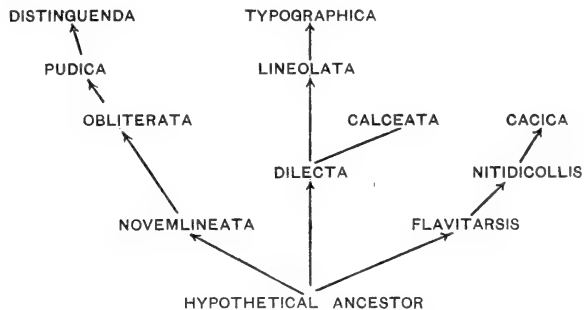 DISTINGUENDA TYPOGRAPHICA
PUDICA LINEOLATA
OBLITERATA CALCEATA CACICA
DILECTA NITIDICOLLIS
NOVEMLINEATA FLAVITARSIS
HYPOTHETICAL ANCESTOR